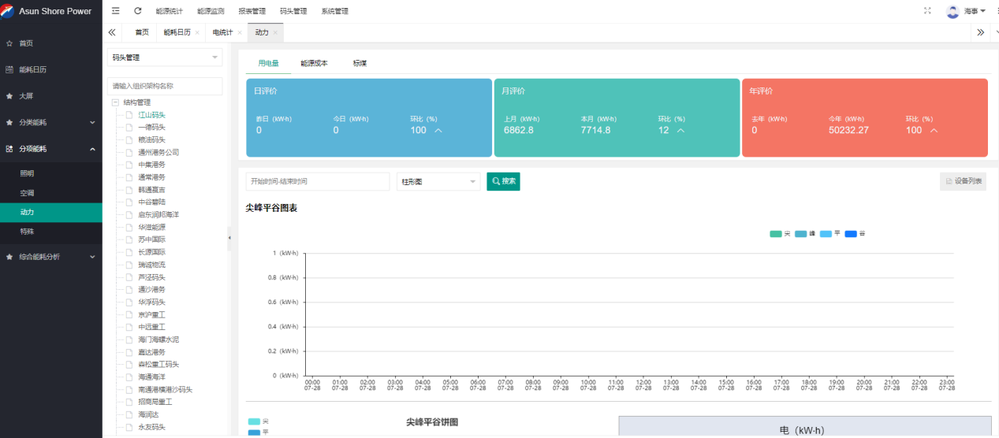 Asun Shore Power
能源统计 能源监测 报表管理 码头管理 系统管理
海事
首页 能耗日历 电统计 动力
首页
能耗日历
大屏
分类能耗
分项能耗
照明
空调
动力
特殊
综合能耗分析
码头管理
请输入组织架构名称
结构管理
江山码头
一德码头
粮油码头
通州港务公司
中集港务
通常港务
韩通赢吉
中谷碧陆
启东润邦海洋
华滋能源
苏中国际
长源国际
瑞诚物流
芦泾码头
通沙港务
华浮码头
京沪重工
中远重工
海门海螺水泥
嘉达港务
森松重工码头
海通海洋
南通港横港沙码头
招商局重工
海润达
永友码头
用电量 能源成本 标煤
日评价
昨日 (kW·h) 今日 (kW·h) 环比 (%)
0 0 100
月评价
上月 (kW·h) 本月 (kW·h) 环比 (%)
6862.8 7714.8 12
年评价
去年 (kW·h) 今年 (kW·h) 环比 (%)
0 50232.27 100
开始时间-结束时间 柱形图 搜索 设备列表
尖峰平谷图表
尖 峰 平 谷
1 (kW·h)
0.8 (kW·h)
0.6 (kW·h)
0.4 (kW·h)
0.2 (kW·h)
0 (kW·h)
00:00 01:00 02:00 03:00 04:00 05:00 06:00 07:00 08:00 09:00 10:00 11:00 12:00 13:00 14:00 15:00 16:00 17:00 18:00 19:00 20:00 21:00 22:00 23:00
07-28 07-28 07-28 07-28 07-28 07-28 07-28 07-28 07-28 07-28 07-28 07-28 07-28 07-28 07-28 07-28 07-28 07-28 07-28 07-28 07-28 07-28 07-28 07-28
尖
平
尖峰平谷饼图
电 (kW·h)